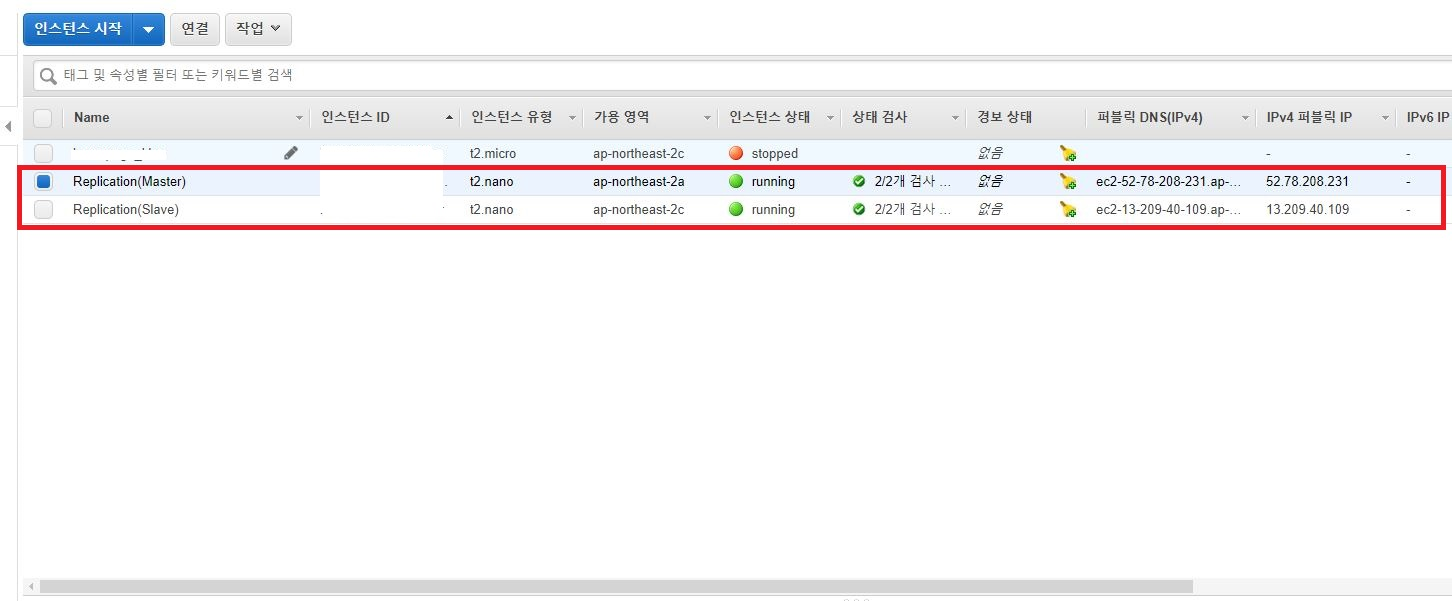 인스턴스 시작 연결 작업
태그 및 속성별 필터 또는 키워드별 검색
Name 인스턴스 ID 인스턴스 유형 가용 영역 인스턴스 상태 상태 검사 경보 상태 퍼블릭 DNS(IPv4) IPv4 퍼블릭 IP IPv6 IP
t2.micro ap-northeast-2c stopped 없음 - -
Replication(Master) t2.nano ap-northeast-2a running 2/2개 검사 ... 없음 ec2-52-78-208-231.ap-... 52.78.208.231 -
Replication(Slave) t2.nano ap-northeast-2c running 2/2개 검사 ... 없음 ec2-13-209-40-109.ap-... 13.209.40.109 -